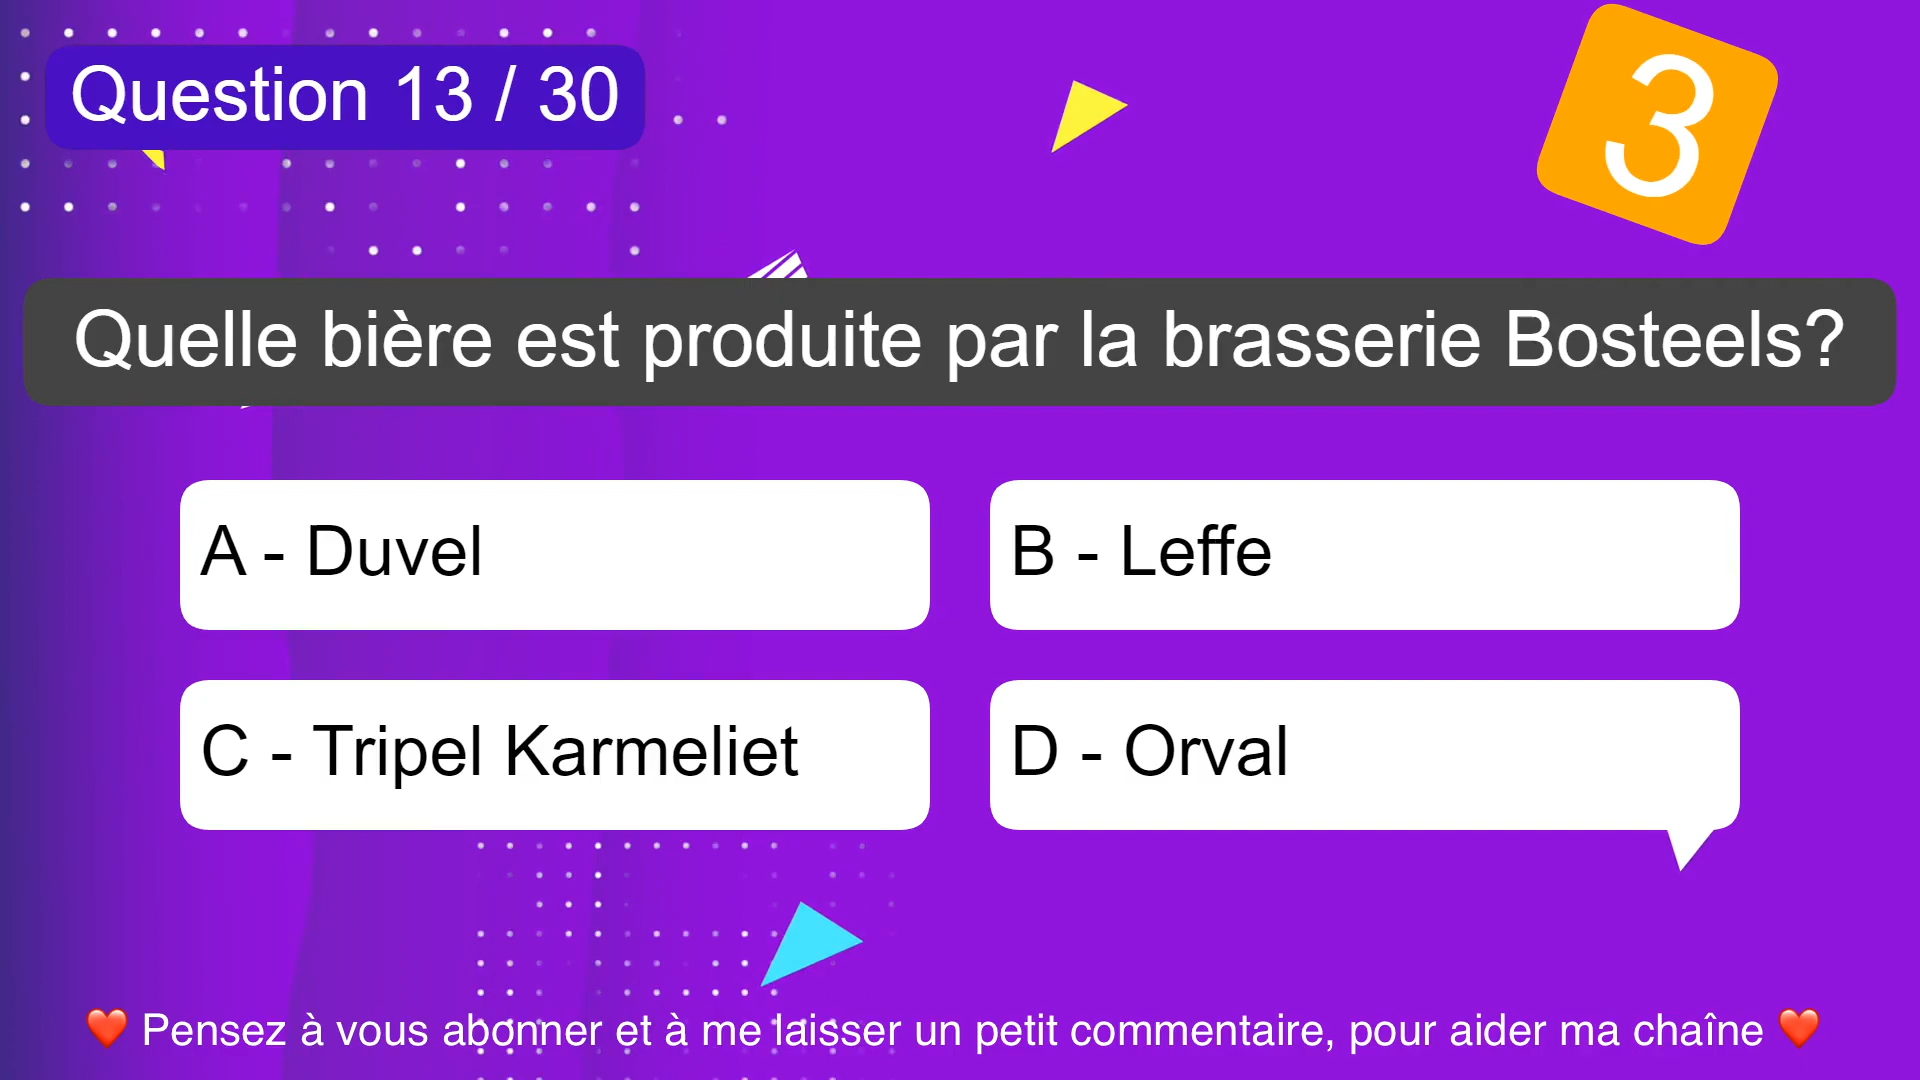 Question 13 / 30
3
Quelle bière est produite par la brasserie Bosteels?
A - Duvel
B - Leffe
C - Tripel Karmeliet
D - Orval
❤️ Pensez à vous abonner et à me laisser un petit commentaire, pour aider ma chaîne ❤️